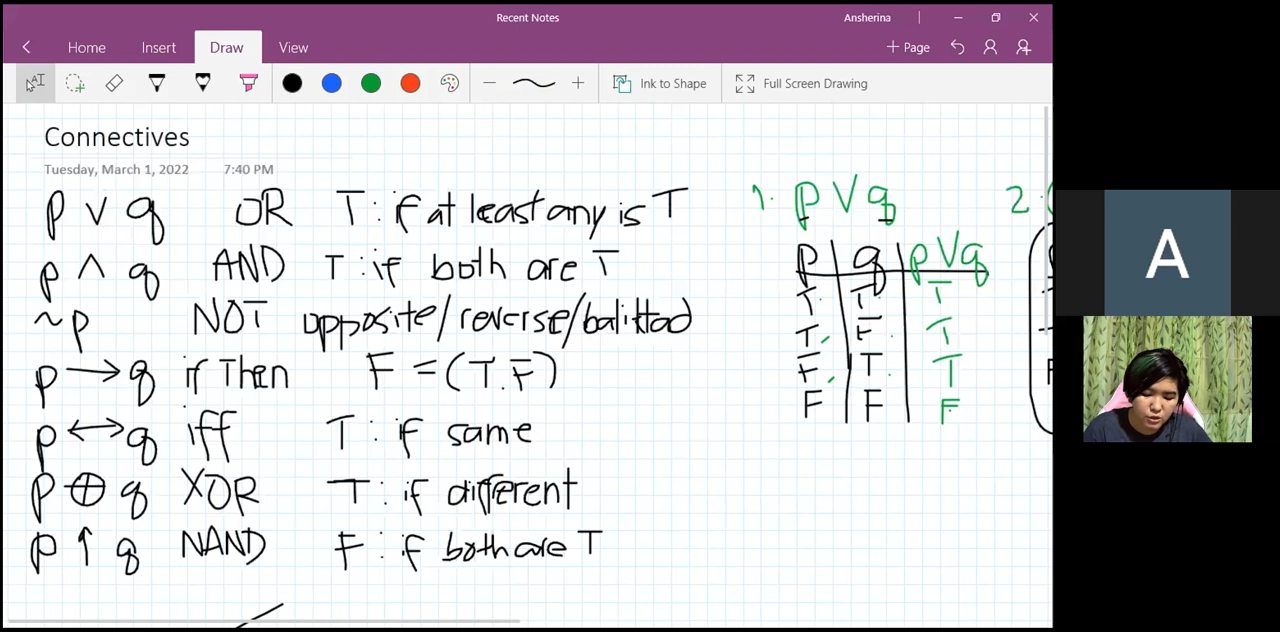 Recent Notes
Ansherina
Home Insert Draw View
+ Page
Ink to Shape
Full Screen Drawing
Connectives
Tuesday, March 1, 2022 7:40 PM
p ∨ q OR T : if at least any is T
p ∧ q AND T : if both are T
~p NOT opposite/reverse/balittad
p → q if Then F = (T.F)
p ↔ q iff T : if same
p ⊕ q XOR T : if different
p ↑ q NAND F : if both are T
1. p ∨ q
p q p ∨ q
T T T
T F T
F T T
F F F
2.
A